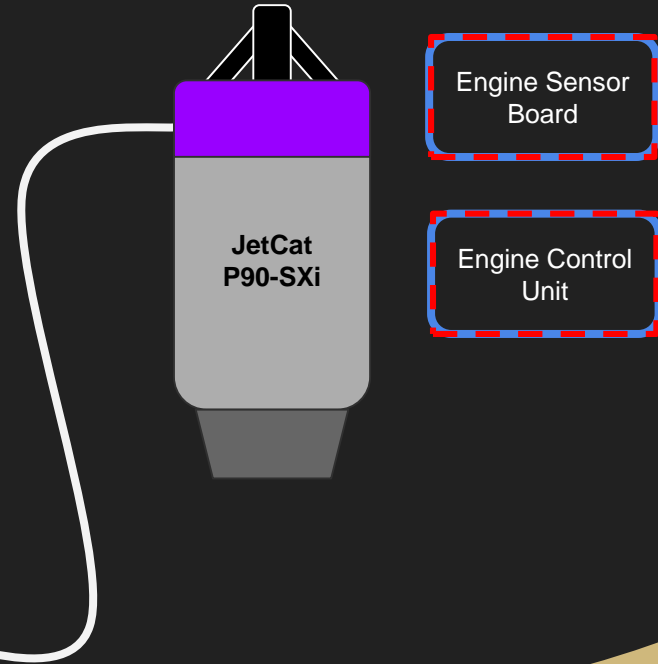 Engine Sensor
Board
JetCat
P90-SXi
Engine Control
Unit